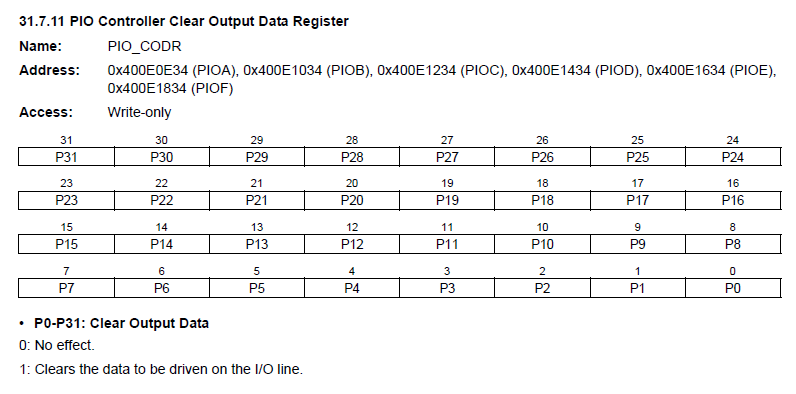 31.7.11 PIO Controller Clear Output Data Register
Name: PIO_CODR
Address: 0x400E0E34 (PIOA), 0x400E1034 (PIOB), 0x400E1234 (PIOC), 0x400E1434 (PIOD), 0x400E1634 (PIOE),
0x400E1834 (PIOF)
Access: Write-only
31 30 29 28 27 26 25 24
P31 P30 P29 P28 P27 P26 P25 P24
23 22 21 20 19 18 17 16
P23 P22 P21 P20 P19 P18 P17 P16
15 14 13 12 11 10 9 8
P15 P14 P13 P12 P11 P10 P9 P8
7 6 5 4 3 2 1 0
P7 P6 P5 P4 P3 P2 P1 P0
• P0-P31: Clear Output Data
0: No effect.
1: Clears the data to be driven on the I/O line.